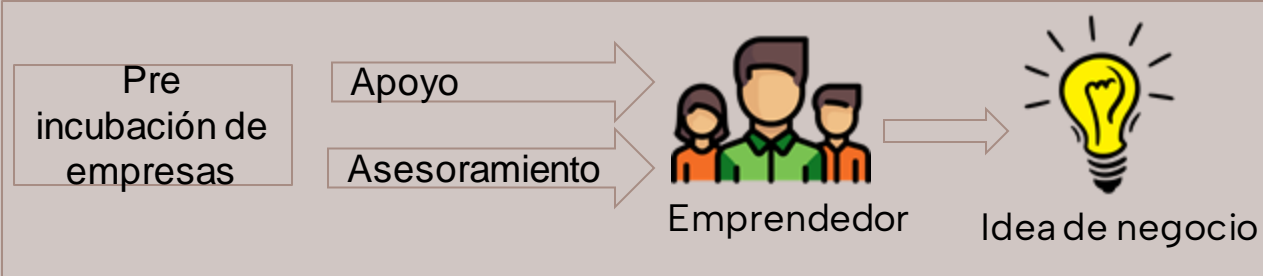 Pre
incubación de
empresas
Apoyo
Asesoramiento
Emprendedor
Idea de negocio